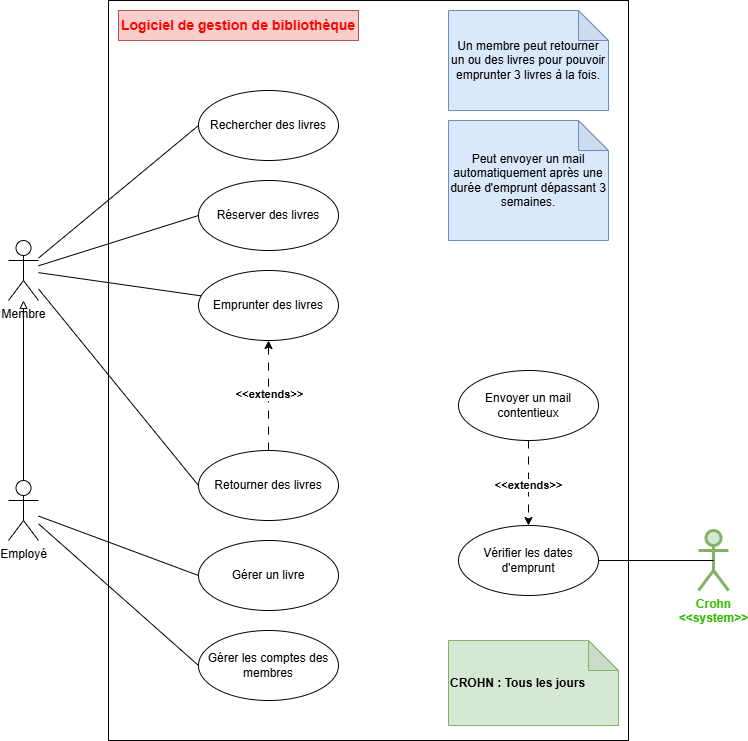 Logiciel de gestion de bibliothèque
Un membre peut retourner
un ou des livres pour pouvoir
emprunter 3 livres à la fois.
Rechercher des livres
Peut envoyer un mail
automatiquement après une
durée d'emprunt dépassant 3
semaines.
Réserver des livres
Membre
Emprunter des livres
<<extends>>
Envoyer un mail
contentieux
Retourner des livres
<<extends>>
Employé
Vérifier les dates
d'emprunt
Gérer un livre
Crohn
<<system>>
Gérer les comptes des
membres
CROHN : Tous les jours